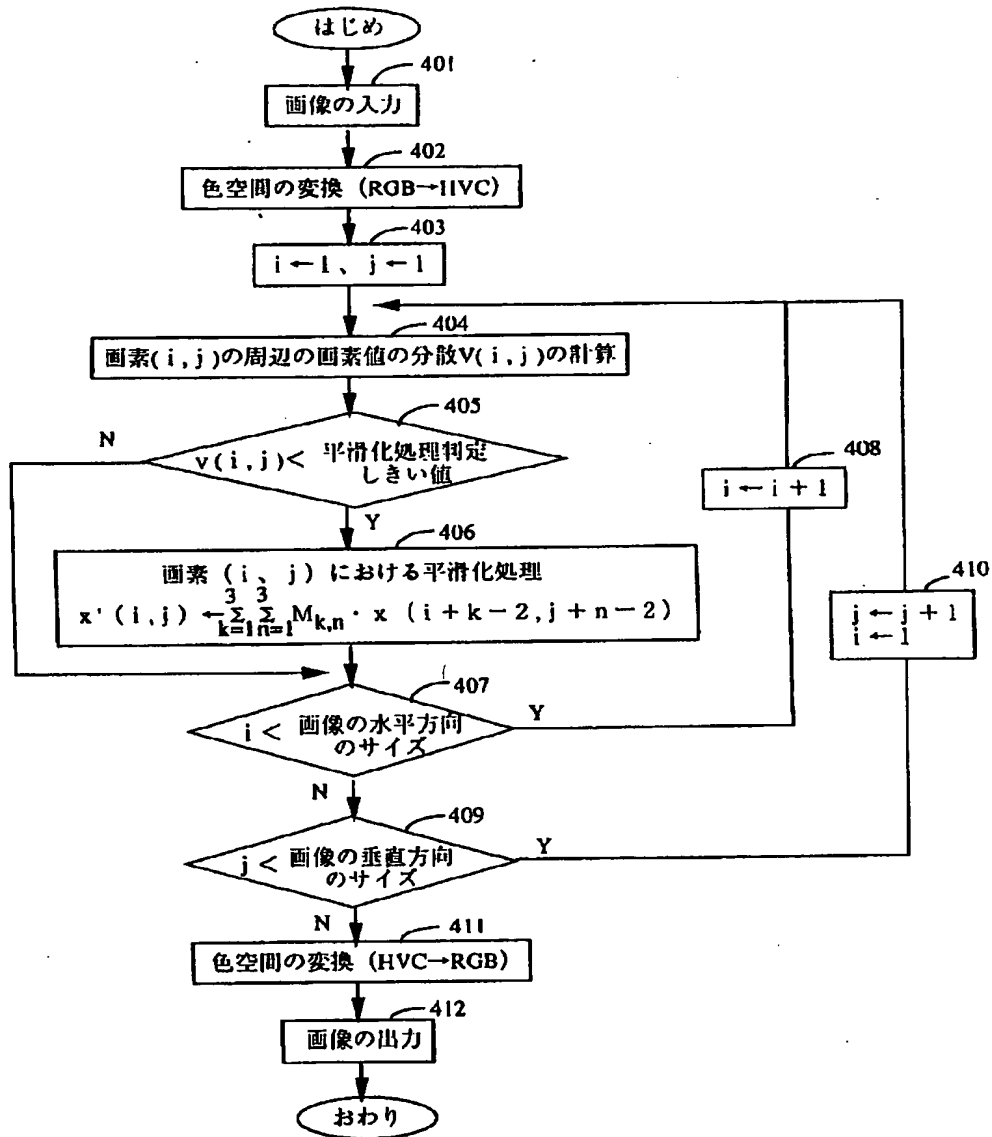 はじめ
401
画像の入力
402
色空間の変換 (RGB→HVC)
403
i ← 1 、 j ← 1
404
画素(i,j)の周辺の画素値の分散V(i,j)の計算
405
N
v(i,j)< 平滑化処理判定
しきい値
408
i ← i + 1
Y
406
画素 (i、j) における平滑化処理
x'(i,j) ← 3Σk=1 3Σn=1 Mk,n · x (i+k−2,j+n−2)
410
j ← j + 1
i ← 1
407
i < 画像の水平方向
のサイズ
Y
N
409
j < 画像の垂直方向
のサイズ
Y
N
411
色空間の変換 (HVC→RGB)
412
画像の出力
おわり